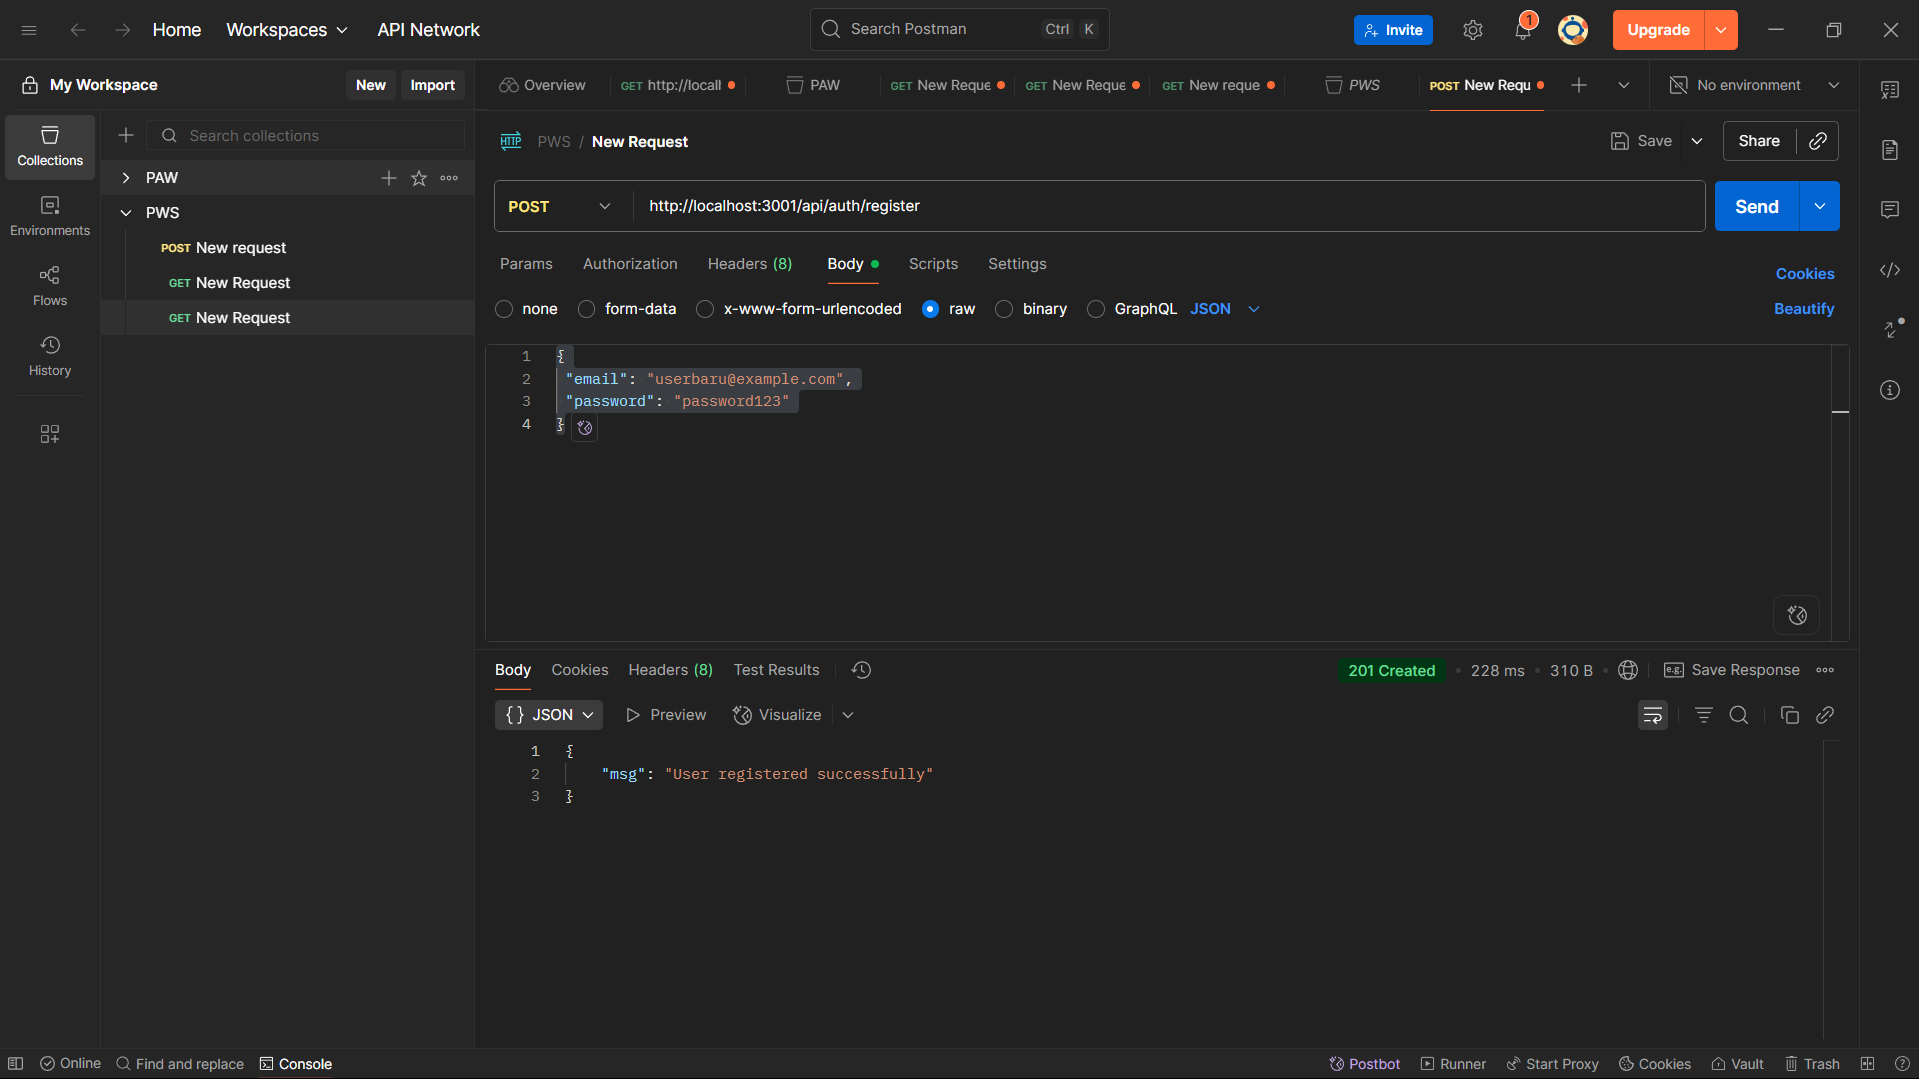 Home Workspaces API Network Search Postman Ctrl K Invite 1 Upgrade
My Workspace New Import Overview GET http://locall PAW GET New Reque GET New Reque GET New reque PWS POST New Requ No environment
Collections
Search collections
HTTP PWS / New Request Save Share
PAW
PWS
POST http://localhost:3001/api/auth/register Send
Environments
POST New request
Params Authorization Headers (8) Body Scripts Settings Cookies
GET New Request
Flows
GET New Request
none form-data x-www-form-urlencoded raw binary GraphQL JSON Beautify
History
1 {
2 "email": "userbaru@example.com",
3 "password": "password123"
4 }
Body Cookies Headers (8) Test Results 201 Created 228 ms 310 B e.g. Save Response
{} JSON Preview Visualize
1 {
2 "msg": "User registered successfully"
3 }
Online Find and replace Console Postbot Runner Start Proxy Cookies Vault Trash